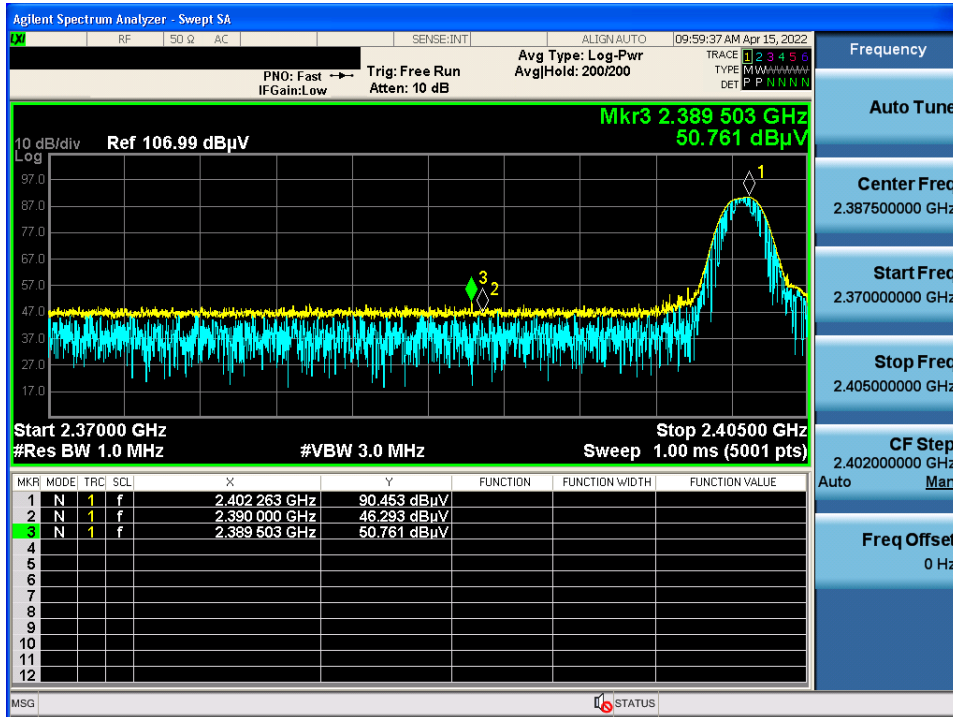 Agilent Spectrum Analyzer - Swept SA
LXI RF 50 Ω AC SENSE:INT ALIGN AUTO 09:59:37 AM Apr 15, 2022
PNO: Fast
IFGain:Low
Trig: Free Run
Atten: 10 dB
Avg Type: Log-Pwr
Avg|Hold: 200/200
TRACE 1 2 3 4 5 6
TYPE MWWWWW
DET P P N N N N
Mkr3 2.389 503 GHz
50.761 dBµV
10 dB/div Ref 106.99 dBµV
Log
97.0
87.0
77.0
67.0
57.0
47.0
37.0
27.0
17.0
1
3
2
Start 2.37000 GHz Stop 2.40500 GHz
#Res BW 1.0 MHz #VBW 3.0 MHz Sweep 1.00 ms (5001 pts)
MKR MODE TRC SCL X Y FUNCTION FUNCTION WIDTH FUNCTION VALUE
1 N 1 f 2.402 263 GHz 90.453 dBµV
2 N 1 f 2.390 000 GHz 46.293 dBµV
3 N 1 f 2.389 503 GHz 50.761 dBµV
4
5
6
7
8
9
10
11
12
MSG STATUS
Frequency
Auto Tune
Center Freq
2.387500000 GHz
Start Freq
2.370000000 GHz
Stop Freq
2.405000000 GHz
CF Step
2.402000000 GHz
Auto Man
Freq Offset
0 Hz